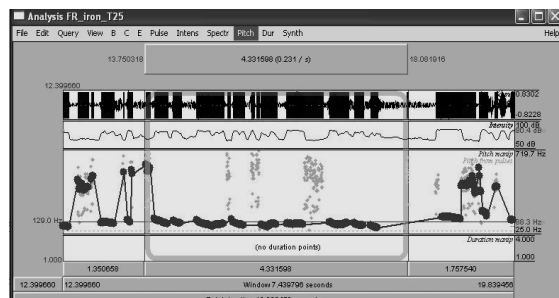 Analysis FR_iron_T25
File Edit Query View B C E Pulse Intens Spectr Pitch Dur Synth Help
13.750318 4.331598 (0.231 / s) 18.081916
12.399660
0.8302
-0.8228
Intensity 100 dB
80.4 dB
50 dB
Pitch manip 719.7 Hz
Pitch from pulses
129.0 Hz
88.3 Hz
25.0 Hz
Duration manip 4.000
(no duration points)
1.000 1.000
1.350658 4.331598 1.757540
12.399660 12.399660 Window 7.439796 seconds 19.839456